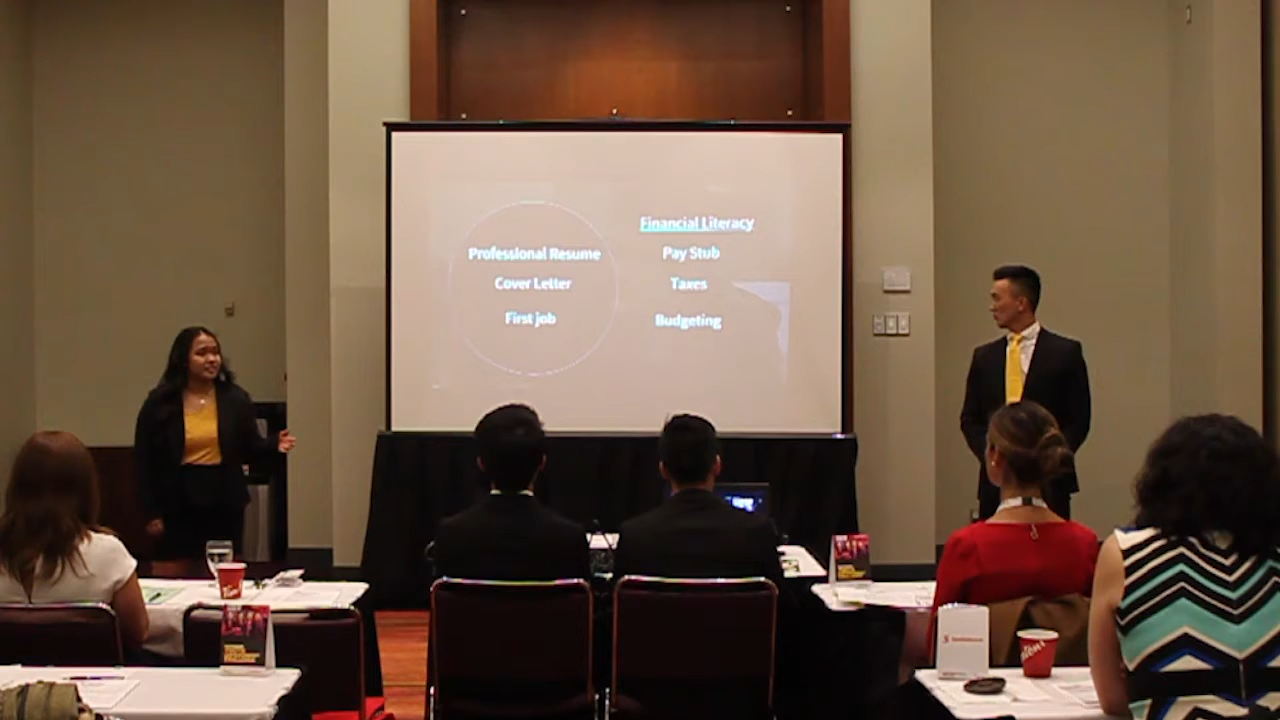 Professional Resume
Cover Letter
First job
Financial Literacy
Pay Stub
Taxes
Budgeting